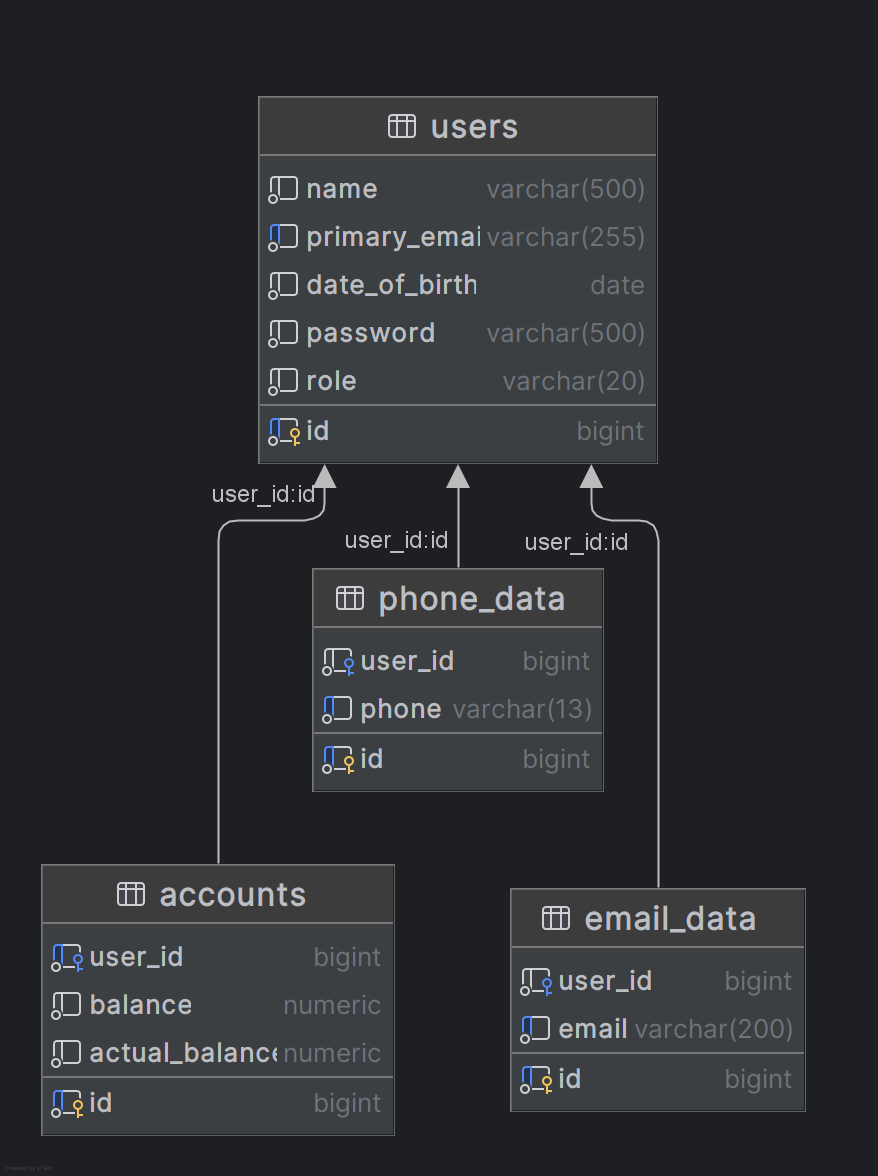 users
name varchar(500)
primary_emai varchar(255)
date_of_birth date
password varchar(500)
role varchar(20)
id bigint
user_id:id
user_id:id
user_id:id
phone_data
user_id bigint
phone varchar(13)
id bigint
accounts
user_id bigint
balance numeric
actual_balance numeric
id bigint
email_data
user_id bigint
email varchar(200)
id bigint
Powered by yFiles